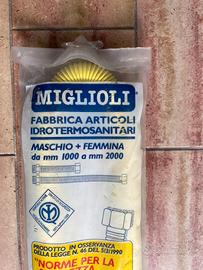 MIGLIOLI
FABBRICA ARTICOLI
IDROTERMOSANITARI
MASCHIO + FEMMINA
da mm 1000 a mm 2000
PRODOTTO IN OSSERVANZA
DELLA LEGGE N. 46 DEL 5/3/1990
"NORME PER LA